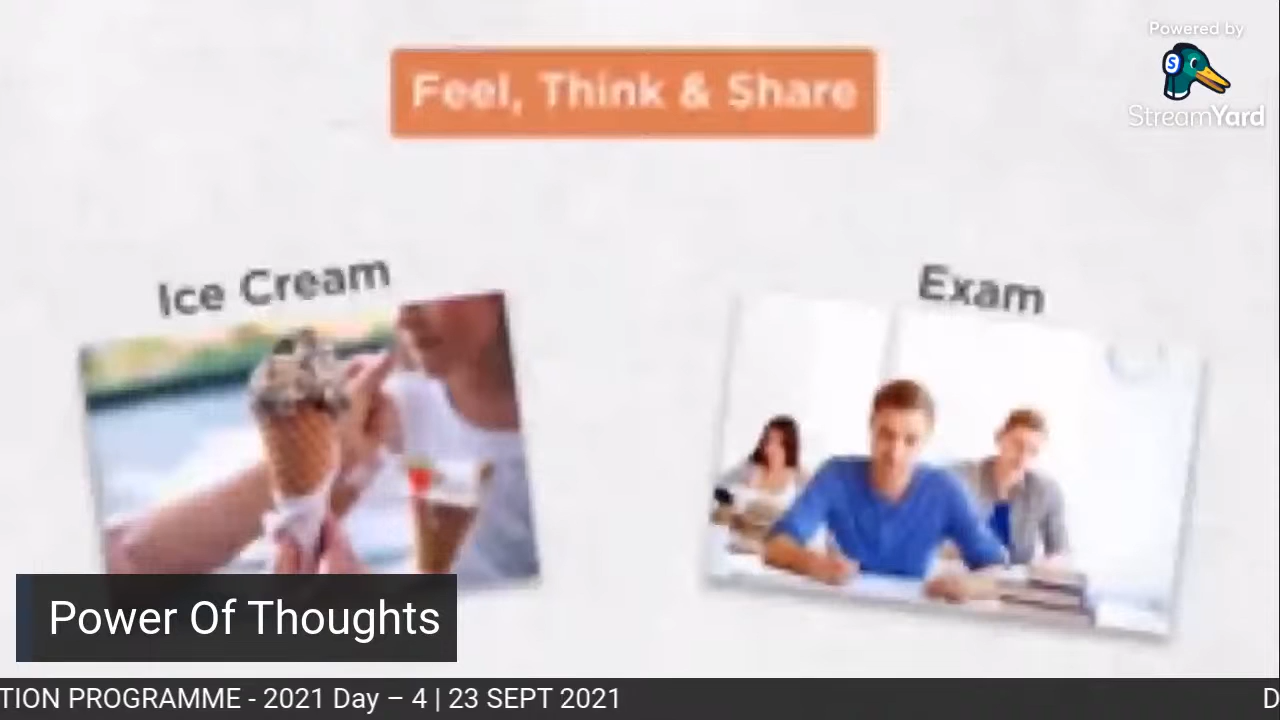 Powered by
StreamYard
Feel, Think & Share
Ice Cream
Exam
Power Of Thoughts
TION PROGRAMME - 2021 Day – 4 | 23 SEPT 2021
D